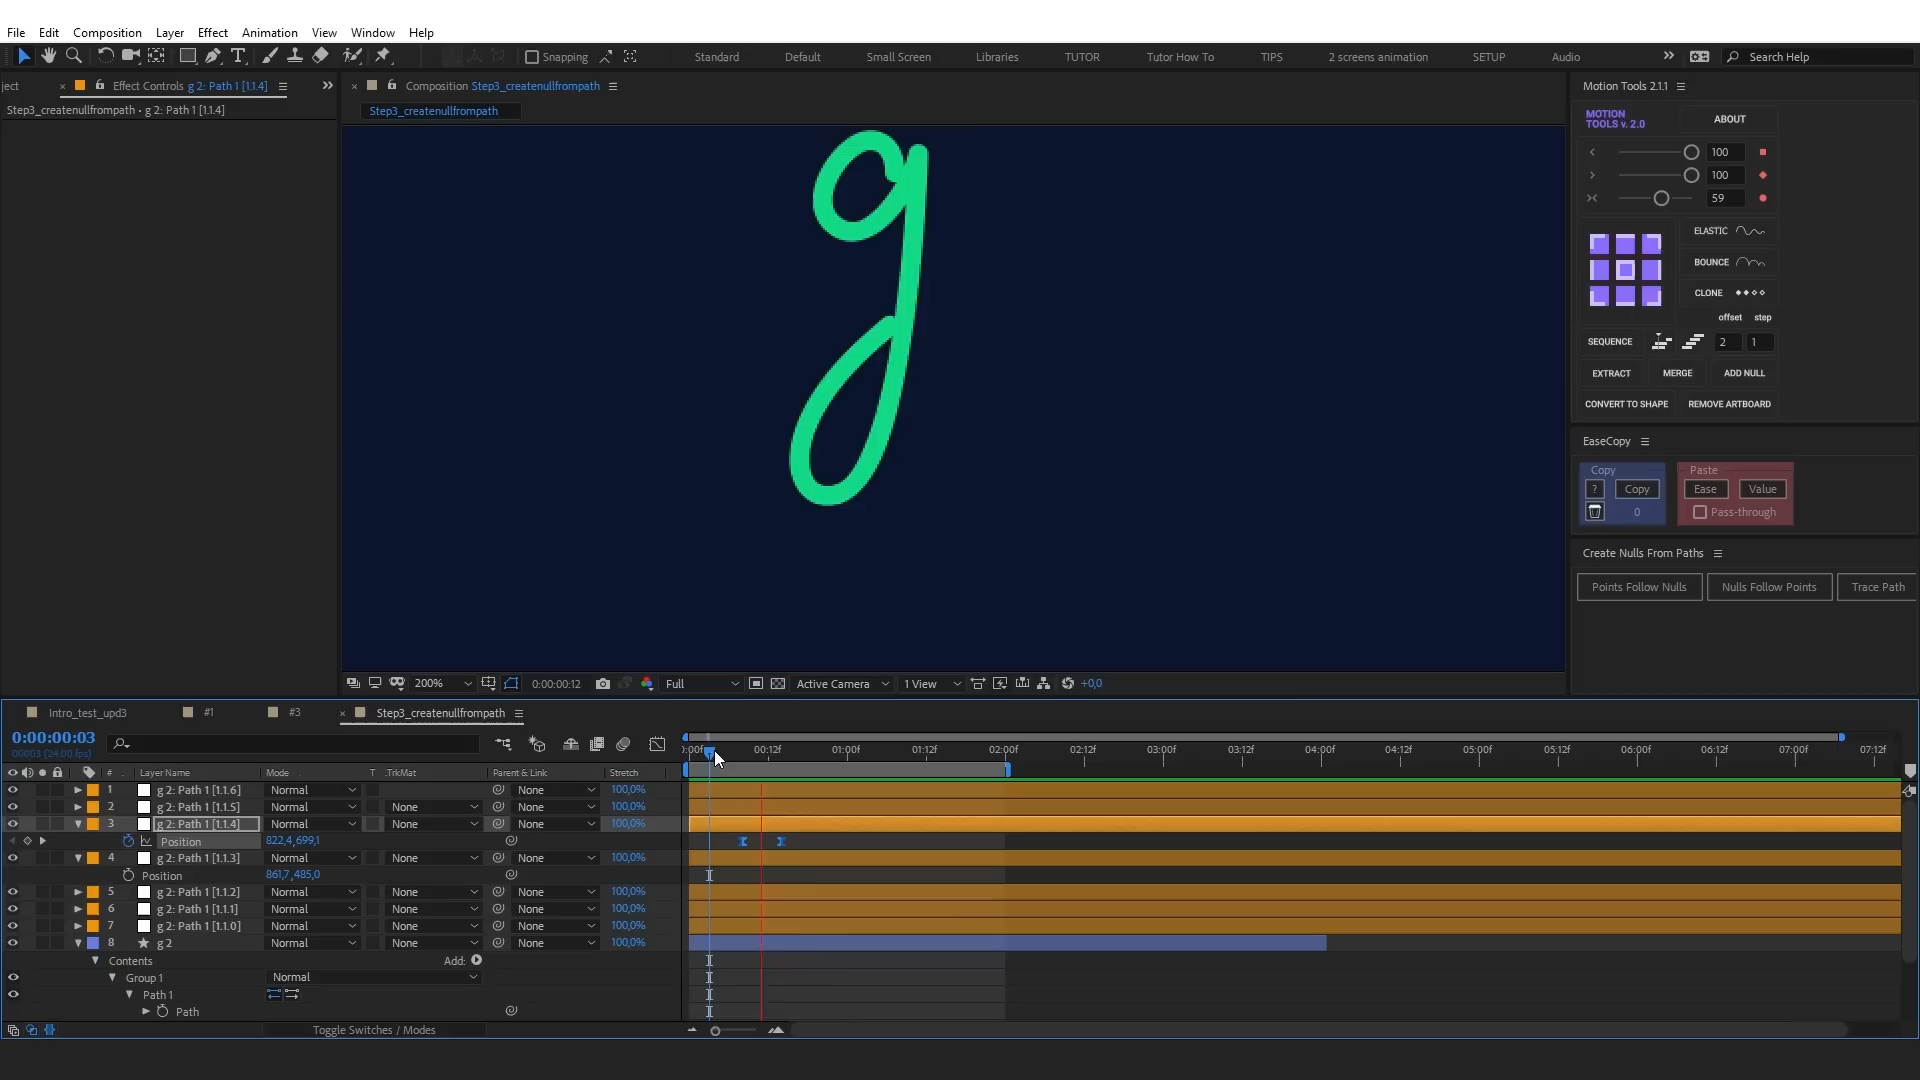 File Edit Composition Layer Effect Animation View Window Help
Snapping Standard Default Small Screen Libraries TUTOR Tutor How To TIPS 2 screens animation SETUP Audio Search Help
ject Effect Controls g 2: Path 1 [1.1.4]
Step3_createnullfrompath • g 2: Path 1 [1.1.4]
Composition Step3_createnullfrompath
Step3_createnullfrompath
g
200% 0:00:00:12 Full Active Camera 1 View +0,0
Motion Tools 2.1.1
MOTION
TOOLS v. 2.0
ABOUT
100
100
59
ELASTIC
BOUNCE
CLONE
offset step
SEQUENCE 2 1
EXTRACT MERGE ADD NULL
CONVERT TO SHAPE REMOVE ARTBOARD
EaseCopy
Copy Paste
? Copy Ease Value
0 Pass-through
Create Nulls From Paths
Points Follow Nulls Nulls Follow Points Trace Path
Intro_test_upd3 #1 #3 Step3_createnullfrompath
0:00:00:03
00003 (24.00 fps)
0:00f 00:12f 01:00f 01:12f 02:00f 02:12f 03:00f 03:12f 04:00f 04:12f 05:00f 05:12f 06:00f 06:12f 07:00f 07:12f
# Layer Name Mode T .TrkMat Parent & Link Stretch
1 g 2: Path 1 [1.1.6] Normal None 100,0%
2 g 2: Path 1 [1.1.5] Normal None None 100,0%
3 g 2: Path 1 [1.1.4] Normal None None 100,0%
Position 822,4,699,1
4 g 2: Path 1 [1.1.3] Normal None None 100,0%
Position 861,7,485,0
5 g 2: Path 1 [1.1.2] Normal None None 100,0%
6 g 2: Path 1 [1.1.1] Normal None None 100,0%
7 g 2: Path 1 [1.1.0] Normal None None 100,0%
8 g 2 Normal None None 100,0%
Contents Add:
Group 1 Normal
Path 1
Path
Toggle Switches / Modes